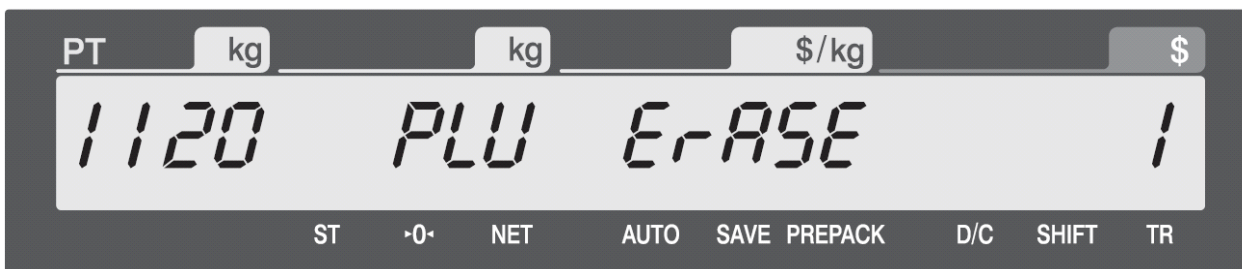 PT kg kg $/kg $
1120 PLU ErASE 1
ST ▸0◂ NET AUTO SAVE PREPACK D/C SHIFT TR